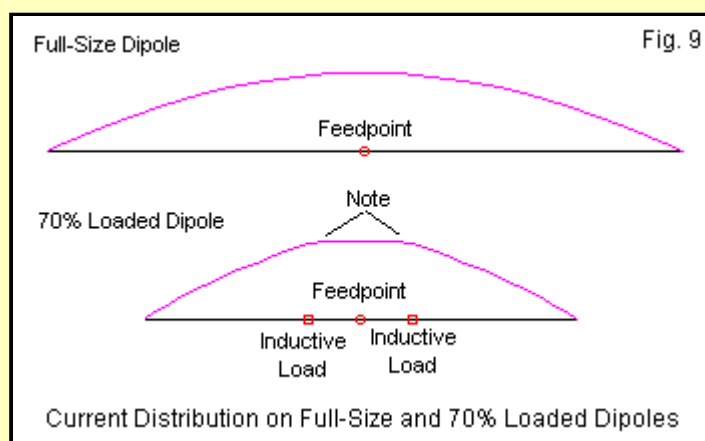 Full-Size Dipole
Fig. 9
Feedpoint
Note
70% Loaded Dipole
Feedpoint
Inductive Load
Inductive Load
Current Distribution on Full-Size and 70% Loaded Dipoles